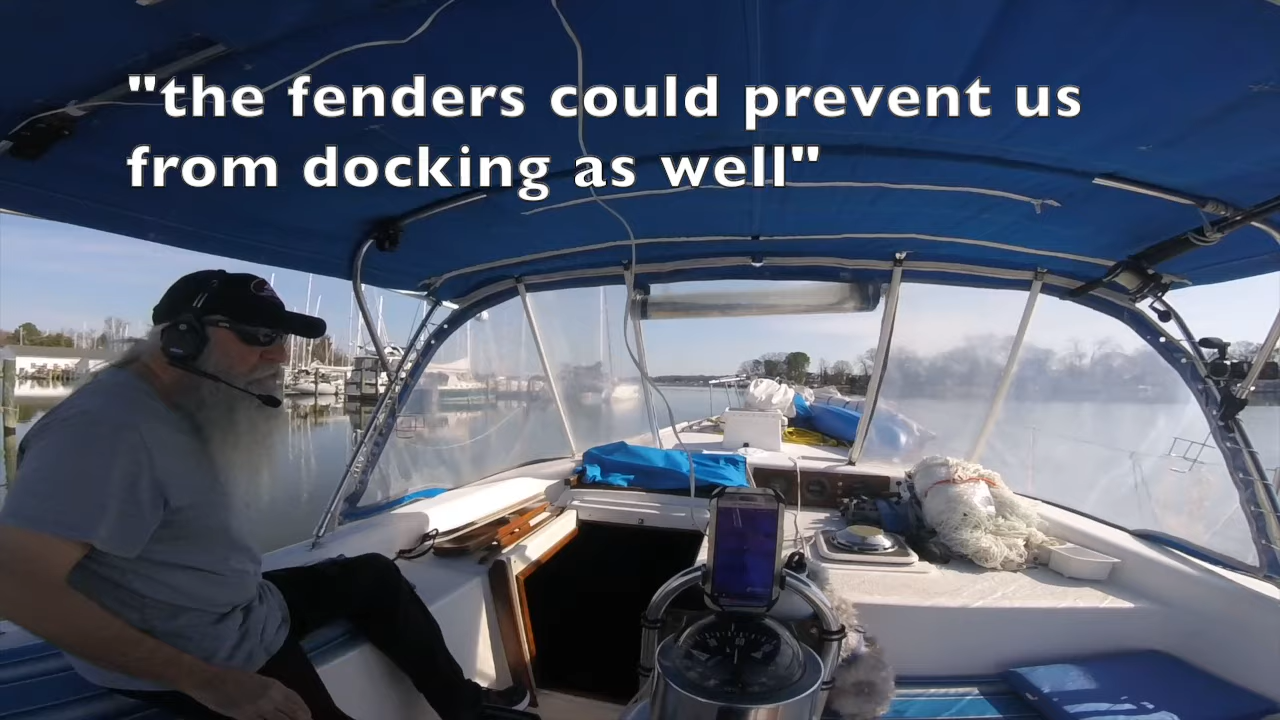 "the fenders could prevent us
from docking as well"